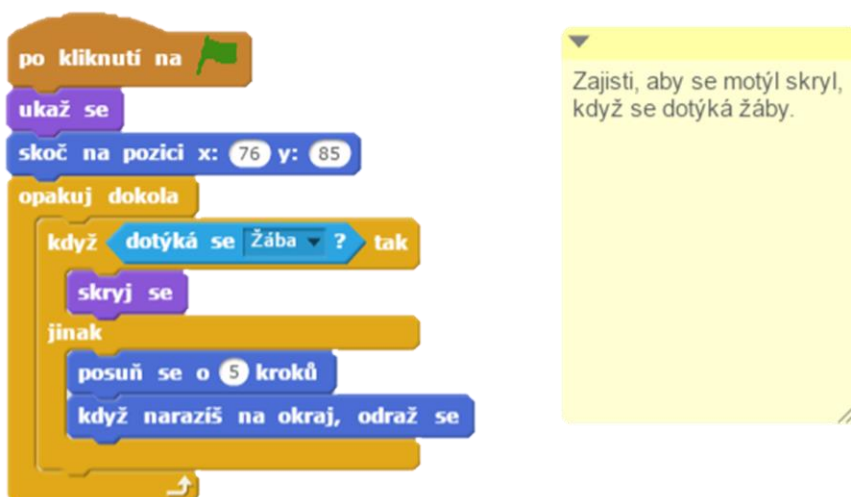 po kliknutí na
ukaž se
skoč na pozici x: 76 y: 85
opakuj dokola
když dotýká se Žába ? tak
skryj se
jinak
posuň se o 5 kroků
když narazíš na okraj, odraž se
Zajisti, aby se motýl skryl,
když se dotýká žáby.